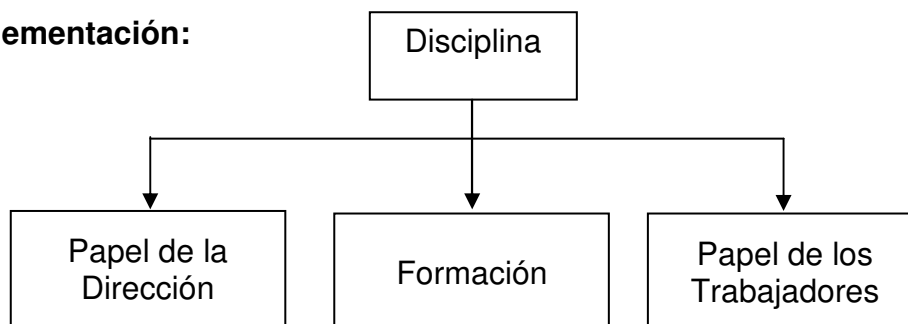 ementación:
Disciplina
Papel de la
Dirección
Formación
Papel de los
Trabajadores